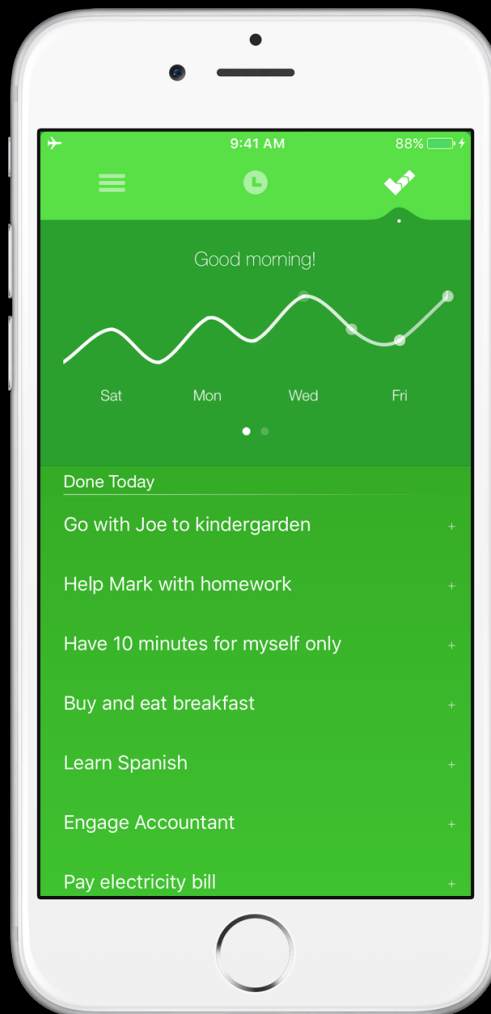 9:41 AM 88%
Good morning!
Sat Mon Wed Fri
Done Today
Go with Joe to kindergarden +
Help Mark with homework +
Have 10 minutes for myself only +
Buy and eat breakfast +
Learn Spanish +
Engage Accountant +
Pay electricity bill +